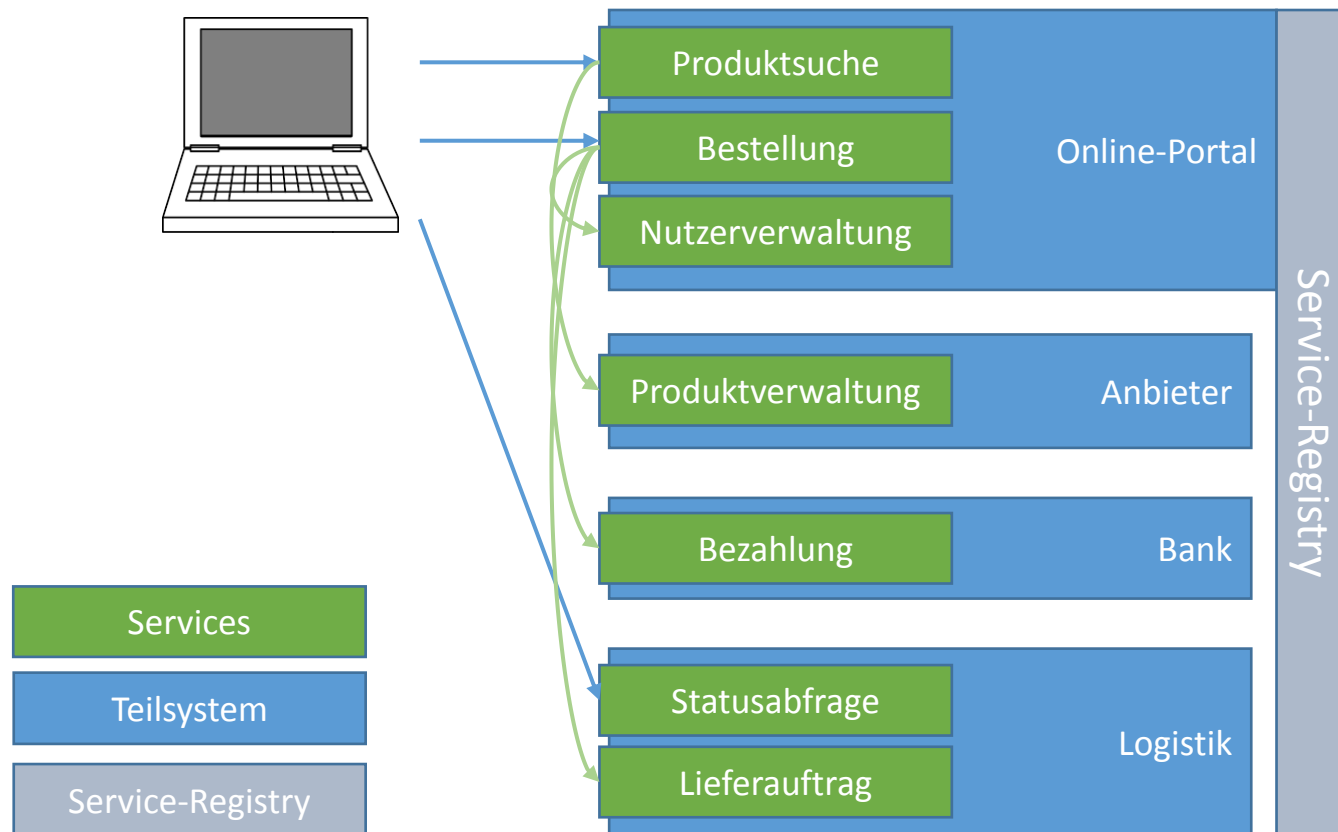 Produktsuche
Bestellung
Online-Portal
Nutzerverwaltung
Service-Registry
Produktverwaltung
Anbieter
Bezahlung
Bank
Services
Statusabfrage
Teilsystem
Logistik
Lieferauftrag
Service-Registry